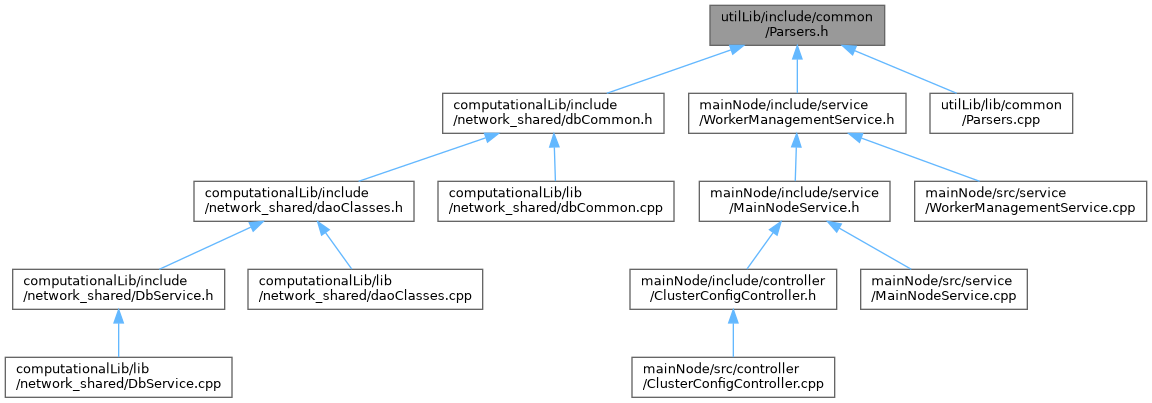 utilLib/include/common
/Parsers.h
computationalLib/include
/network_shared/dbCommon.h
mainNode/include/service
/WorkerManagementService.h
utilLib/lib/common
/Parsers.cpp
computationalLib/include
/network_shared/daoClasses.h
computationalLib/lib
/network_shared/dbCommon.cpp
mainNode/include/service
/MainNodeService.h
mainNode/src/service
/WorkerManagementService.cpp
computationalLib/include
/network_shared/DbService.h
computationalLib/lib
/network_shared/daoClasses.cpp
mainNode/include/controller
/ClusterConfigController.h
mainNode/src/service
/MainNodeService.cpp
computationalLib/lib
/network_shared/DbService.cpp
mainNode/src/controller
/ClusterConfigController.cpp